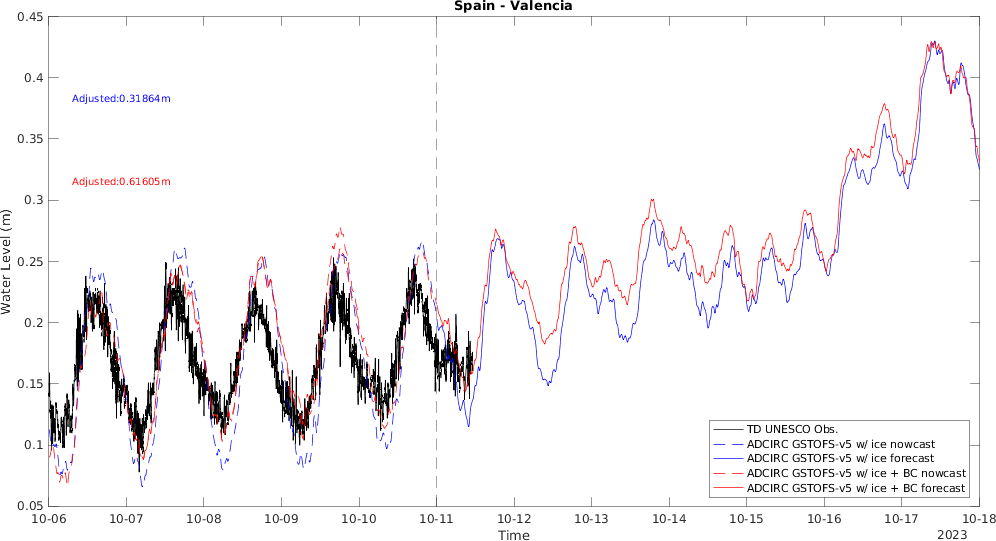 Spain - Valencia
0.45
0.4
0.35
0.3
0.25
0.2
0.15
0.1
0.05
Water Level (m)
Adjusted:0.31864m
Adjusted:0.61605m
TD UNESCO Obs.
ADCIRC GSTOFS-v5 w/ ice nowcast
ADCIRC GSTOFS-v5 w/ ice forecast
ADCIRC GSTOFS-v5 w/ ice + BC nowcast
ADCIRC GSTOFS-v5 w/ ice + BC forecast
10-06 10-07 10-08 10-09 10-10 10-11 10-12 10-13 10-14 10-15 10-16 10-17 10-18
Time
2023